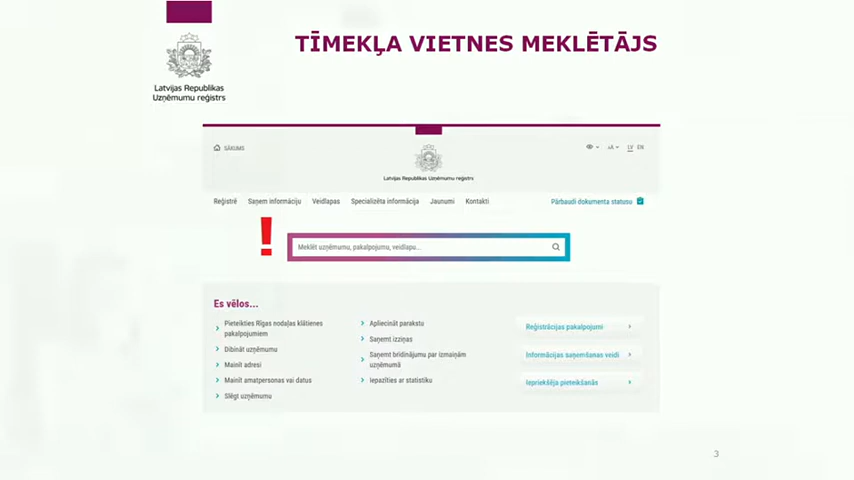 TĪMEKĻA VIETNES MEKLĒTĀJS
Latvijas Republikas
Uzņēmumu reģistrs
SĀKUMS
AA
LV EN
Latvijas Republikas Uzņēmumu reģistrs
Reģistrē Saņem informāciju Veidlapas Specializēta informācija Jaunumi Kontakti
Pārbaudi dokumenta statusu
!
Meklēt uzņēmumu, pakalpojumu, veidlapu...
Es vēlos...
Pieteikties Rīgas nodaļas klātienes
pakalpojumiem
Dibināt uzņēmumu
Mainīt adresi
Mainīt amatpersonas vai datus
Slēgt uzņēmumu
Apliecināt parakstu
Saņemt izziņas
Saņemt brīdinājumu par izmaiņām
uzņēmumā
Iepazīties ar statistiku
Reģistrācijas pakalpojumi
Informācijas saņemšanas veidi
Iepriekšēja pieteikšanās
3